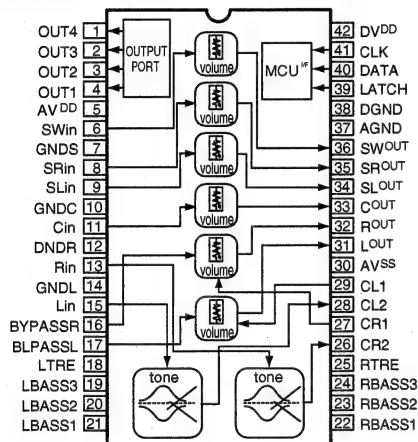 OUT4 1
OUT3 2
OUT2 3
OUT1 4
AVDD 5
SWin 6
GNDS 7
SRin 8
SLin 9
GNDC 10
Cin 11
DNDR 12
Rin 13
GNDL 14
Lin 15
BYPASSR 16
BLPASSL 17
LTRE 18
LBASS3 19
LBASS2 20
LBASS1 21
OUTPUT
PORT
volume
volume
volume
volume
volume
volume
tone
tone
MCU I/F
42 DVDD
41 CLK
40 DATA
39 LATCH
38 DGND
37 AGND
36 SWOUT
35 SROUT
34 SLOUT
33 COUT
32 ROUT
31 LOUT
30 AVSS
29 CL1
28 CL2
27 CR1
26 CR2
25 RTRE
24 RBASS3
23 RBASS2
22 RBASS1